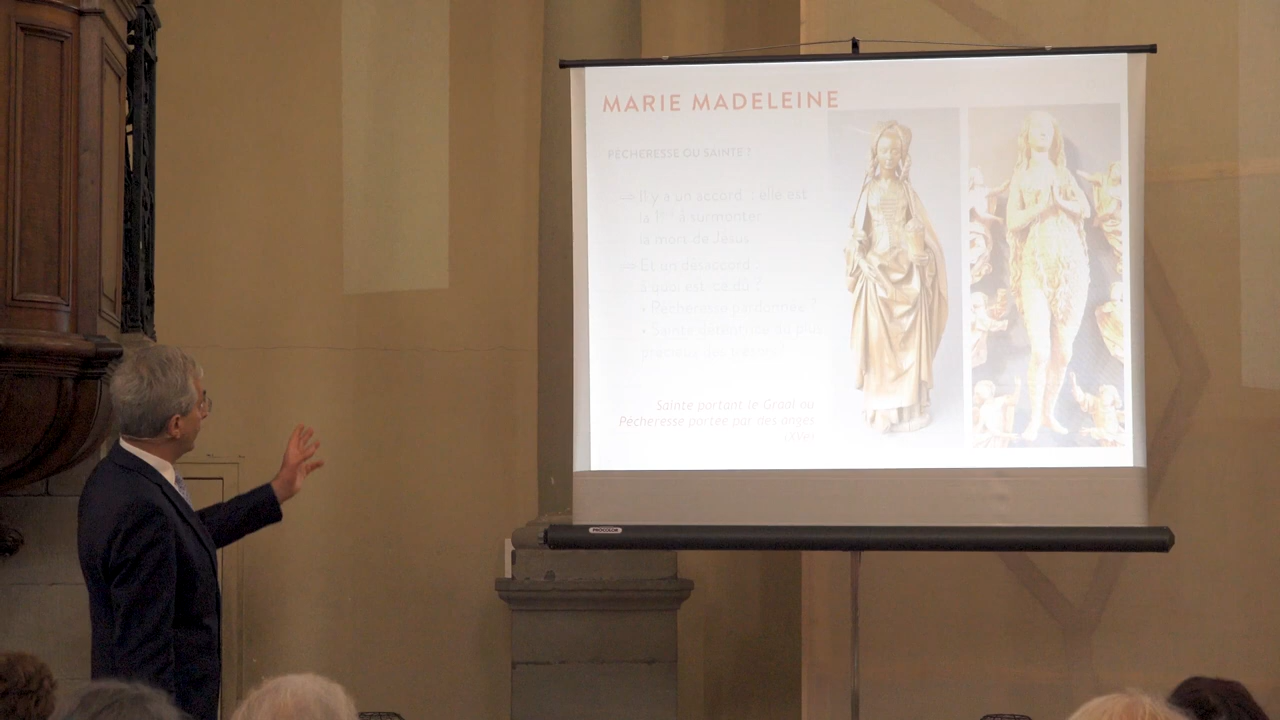 MARIE MADELEINE
PÉCHERESSE OU SAINTE ?
⇒ Il y a un accord : elle est
la 1ère à surmonter
la mort de Jésus
⇒ Et un désaccord :
à quoi est-ce dû ?
• Pécheresse pardonnée ?
• Sainte détentrice du plus
précieux des
Sainte portant le Graal ou
Pécheresse portée par des anges
PROCOLOR